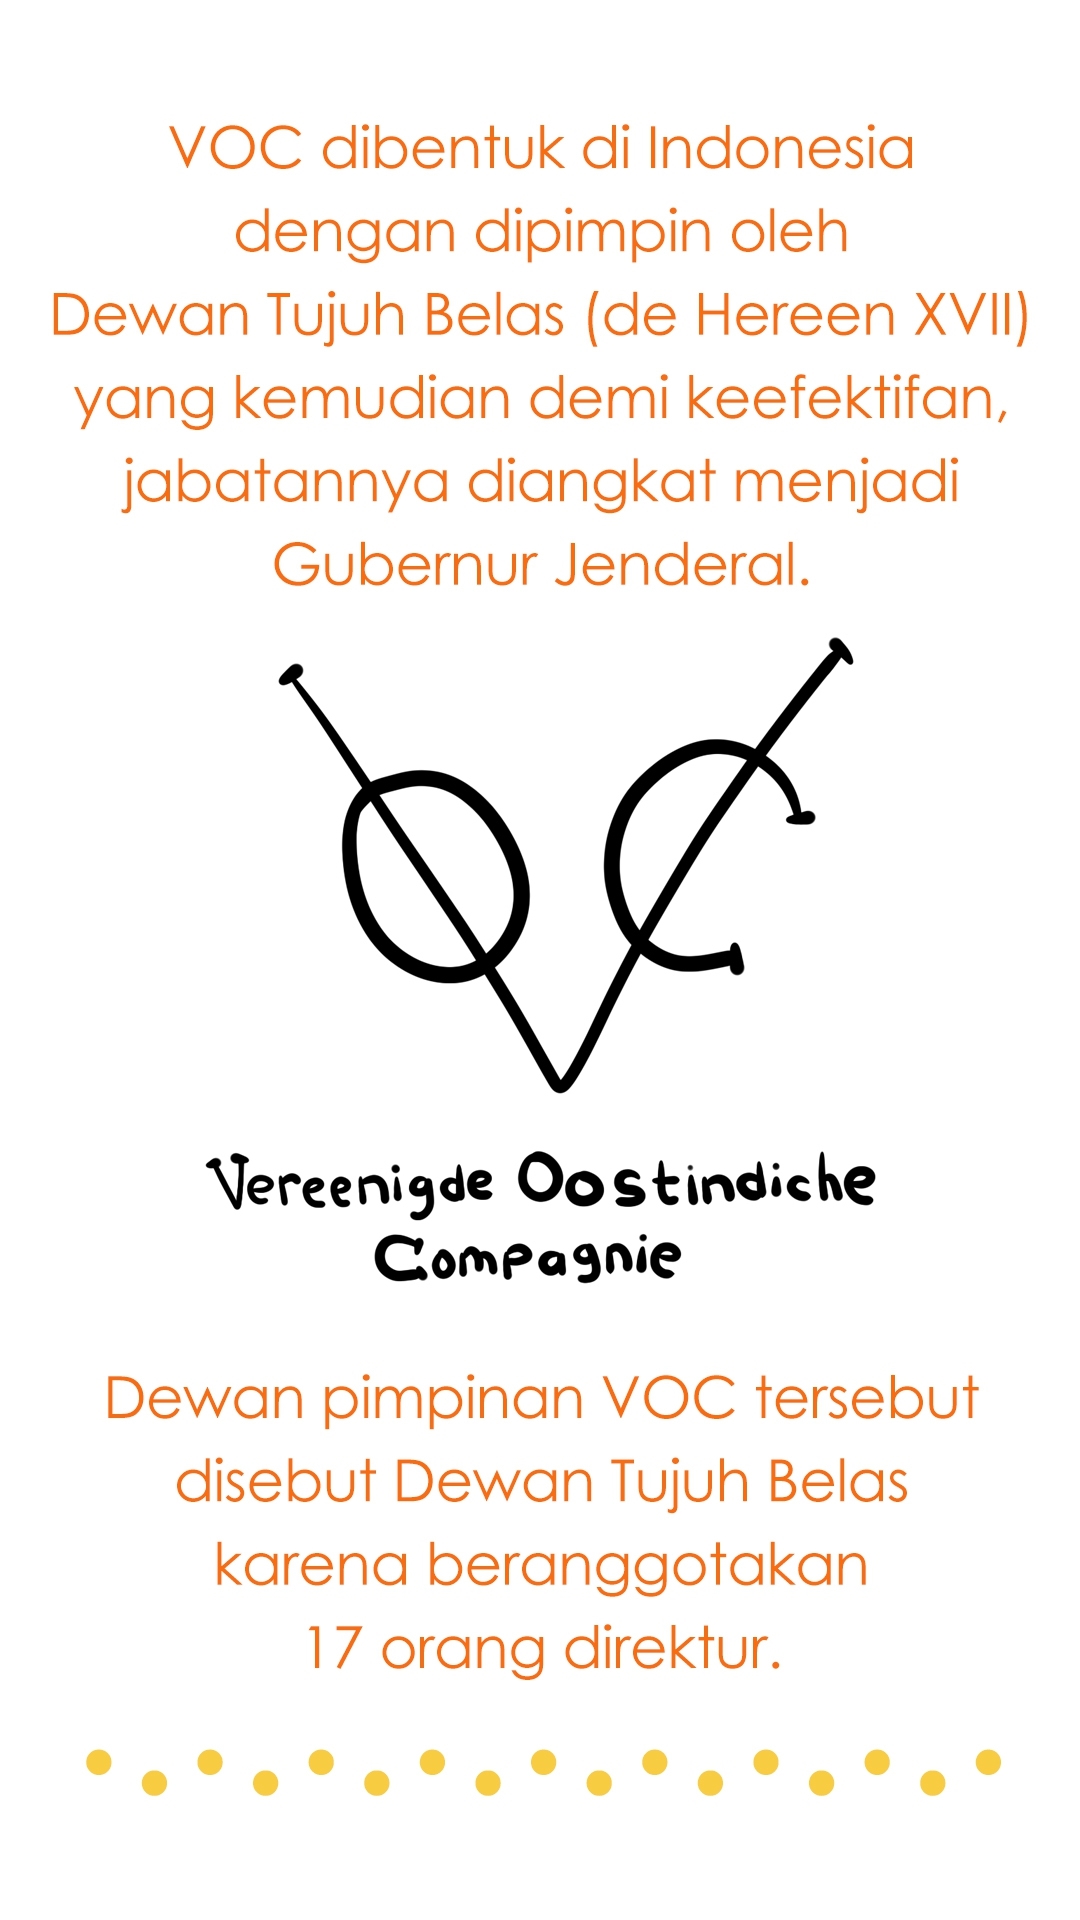 VOC dibentuk di Indonesia
dengan dipimpin oleh
Dewan Tujuh Belas (de Hereen XVII)
yang kemudian demi keefektifan,
jabatannya diangkat menjadi
Gubernur Jenderal.
VOC
Vereenigde Oostindiche
Compagnie
Dewan pimpinan VOC tersebut
disebut Dewan Tujuh Belas
karena beranggotakan
17 orang direktur.